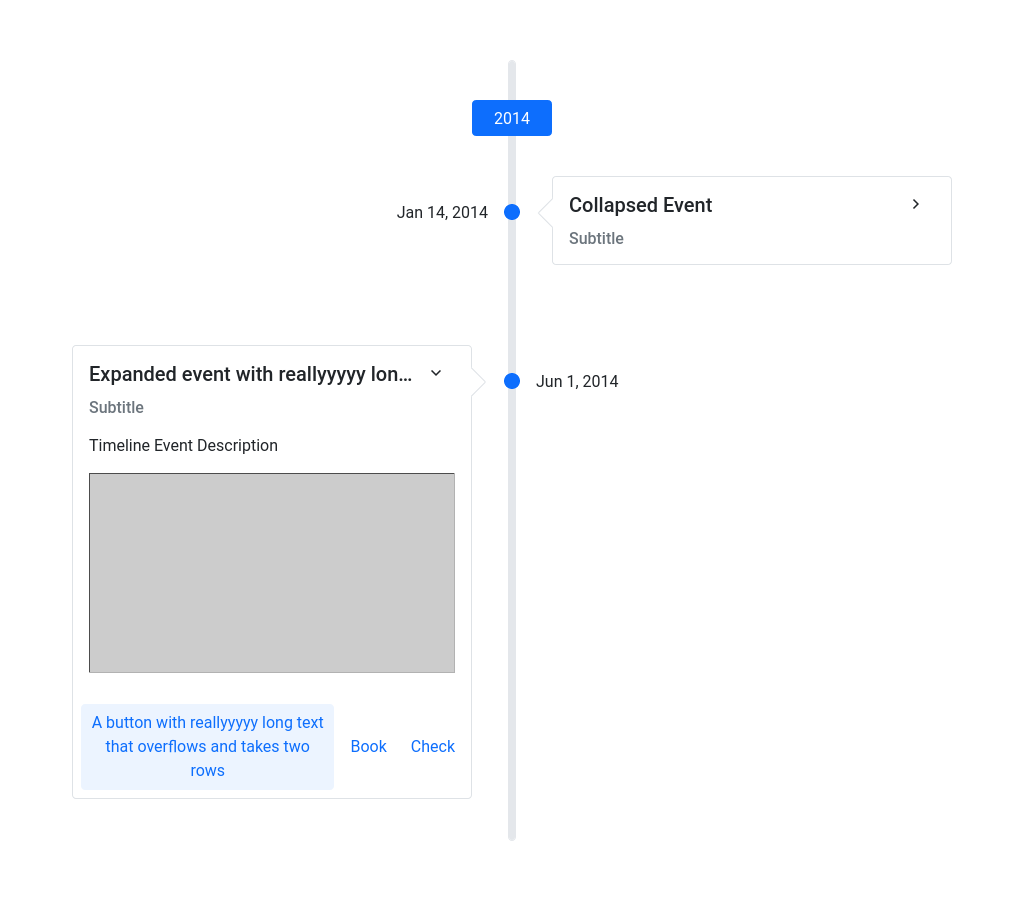 2014
Jan 14, 2014
Collapsed Event
Subtitle
Expanded event with reallyyyyy lon…
Jun 1, 2014
Subtitle
Timeline Event Description
A button with reallyyyyy long text
that overflows and takes two
rows
Book
Check